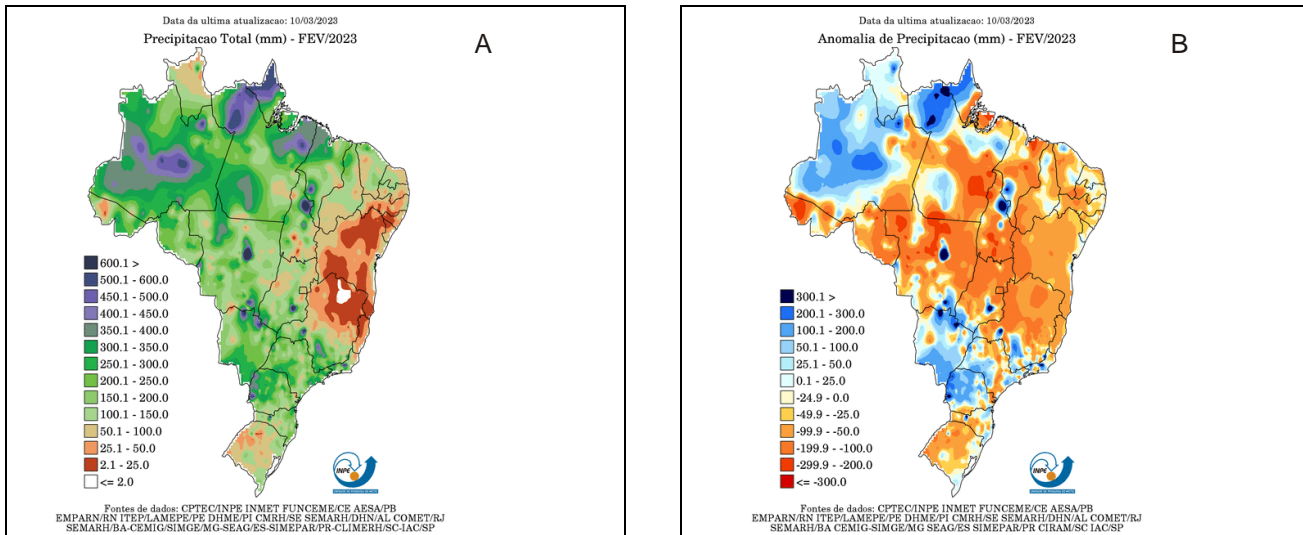 Data da ultima atualizacao: 10/03/2023
Precipitacao Total (mm) - FEV/2023
A
600.1 >
500.1 - 600.0
450.1 - 500.0
400.1 - 450.0
350.1 - 400.0
300.1 - 350.0
250.1 - 300.0
200.1 - 250.0
150.1 - 200.0
100.1 - 150.0
50.1 - 100.0
25.1 - 50.0
2.1 - 25.0
<= 2.0
INPE
Fontes de dados: CPTEC/INPE INMET FUNCEME/CE AESA/PB
EMPARN/RN ITEP/LAMEPE/PE DHME/PI CMRH/SE SEMARH/DHN/AL COMET/RJ
SEMARH/BA-CEMIG/SIMGE/MG-SEAG/ES-SIMEPAR/PR-CLIMERH/SC-IAC/SP
Data da ultima atualizacao: 10/03/2023
Anomalia de Precipitacao (mm) - FEV/2023
B
300.1 >
200.1 - 300.0
100.1 - 200.0
50.1 - 100.0
25.1 - 50.0
0.1 - 25.0
-24.9 - 0.0
-49.9 - -25.0
-99.9 - -50.0
-199.9 - -100.0
-299.9 - -200.0
<= -300.0
INPE
Fontes de dados: CPTEC/INPE INMET FUNCEME/CE AESA/PB
EMPARN/RN ITEP/LAMEPE/PE DHME/PI CMRH/SE SEMARH/DHN/AL COMET/RJ
SEMARH/BA CEMIG-SIMGE/MG SEAG/ES SIMEPAR/PR CIRAM/SC IAC/SP